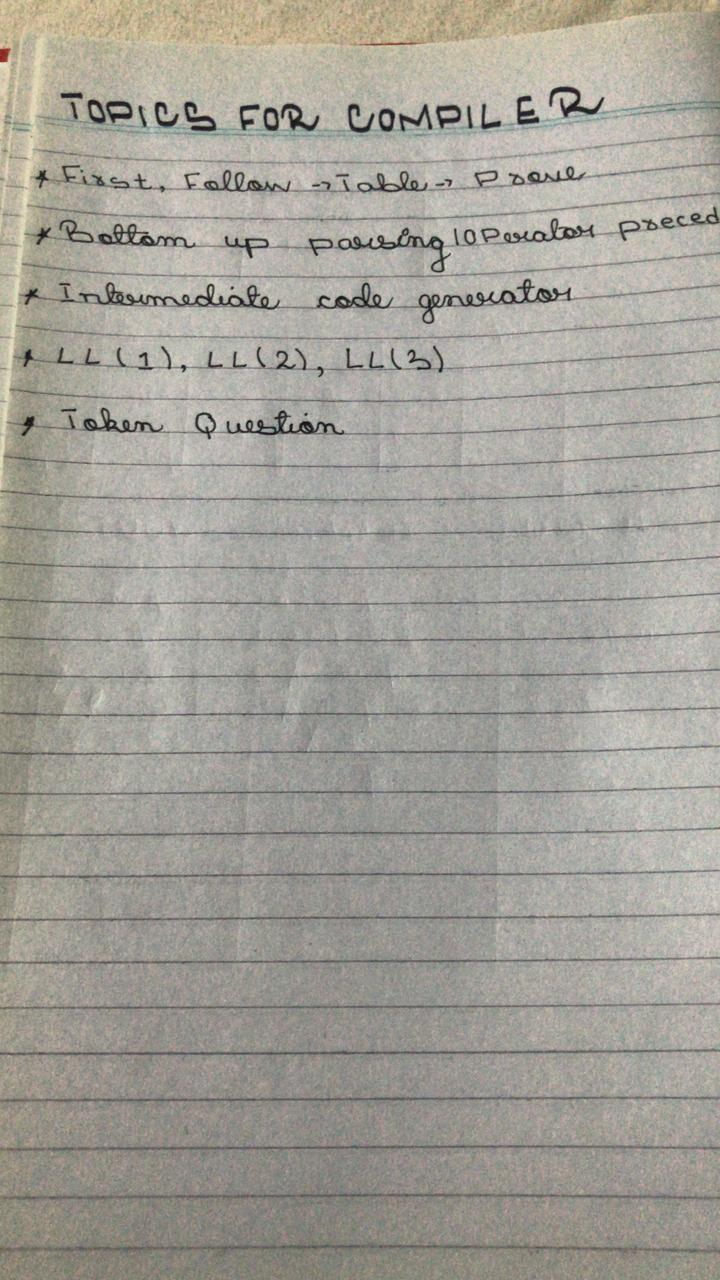 TOPICS FOR COMPILER
* First, Follow → Table → Prove
* Bottom up parsing | Operator preced
* Intermediate code generator
* LL(1), LL(2), LL(3)
* Token Question